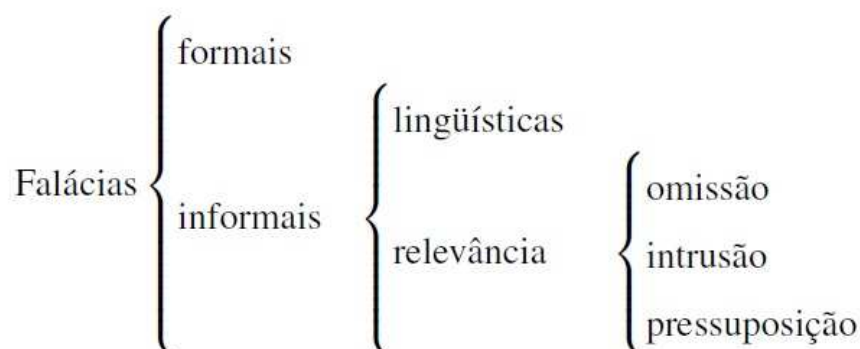 Falácias
formais
informais
lingüísticas
relevância
omissão
intrusão
pressuposição